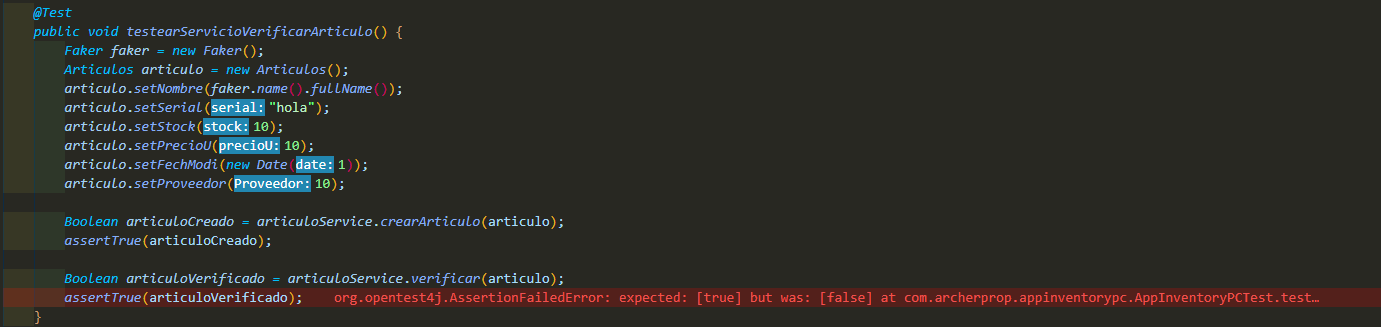 @Test
public void testearServicioVerificarArticulo() {
Faker faker = new Faker();
Articulos articulo = new Articulos();
articulo.setNombre(faker.name().fullName());
articulo.setSerial(serial: "hola");
articulo.setStock(stock: 10);
articulo.setPrecioU(precioU: 10);
articulo.setFechModi(new Date(date: 1));
articulo.setProveedor(Proveedor: 10);
Boolean articuloCreado = articuloService.crearArticulo(articulo);
assertTrue(articuloCreado);
Boolean articuloVerificado = articuloService.verificar(articulo);
assertTrue(articuloVerificado); org.opentest4j.AssertionFailedError: expected: [true] but was: [false] at com.archerprop.appinventorypc.AppInventoryPCTest.test…
}